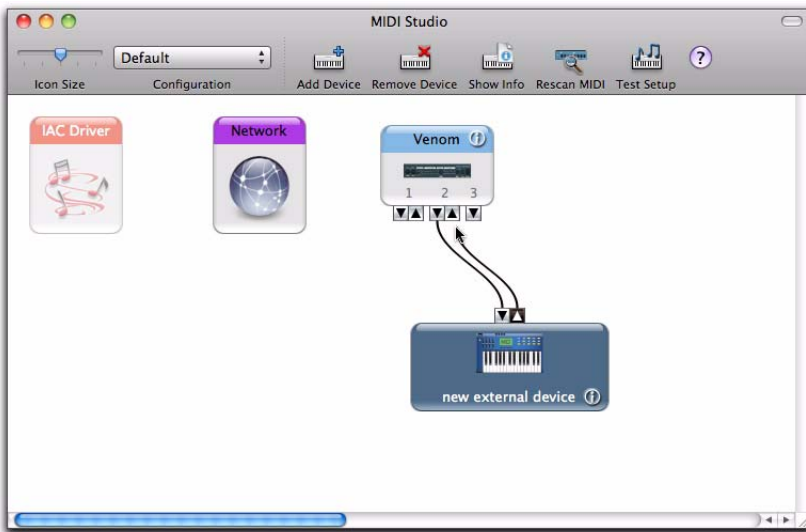 MIDI Studio
Default
Icon Size
Configuration
Add Device
Remove Device
Show Info
Rescan MIDI
Test Setup
?
IAC Driver
Network
Venom i
1 2 3
new external device i